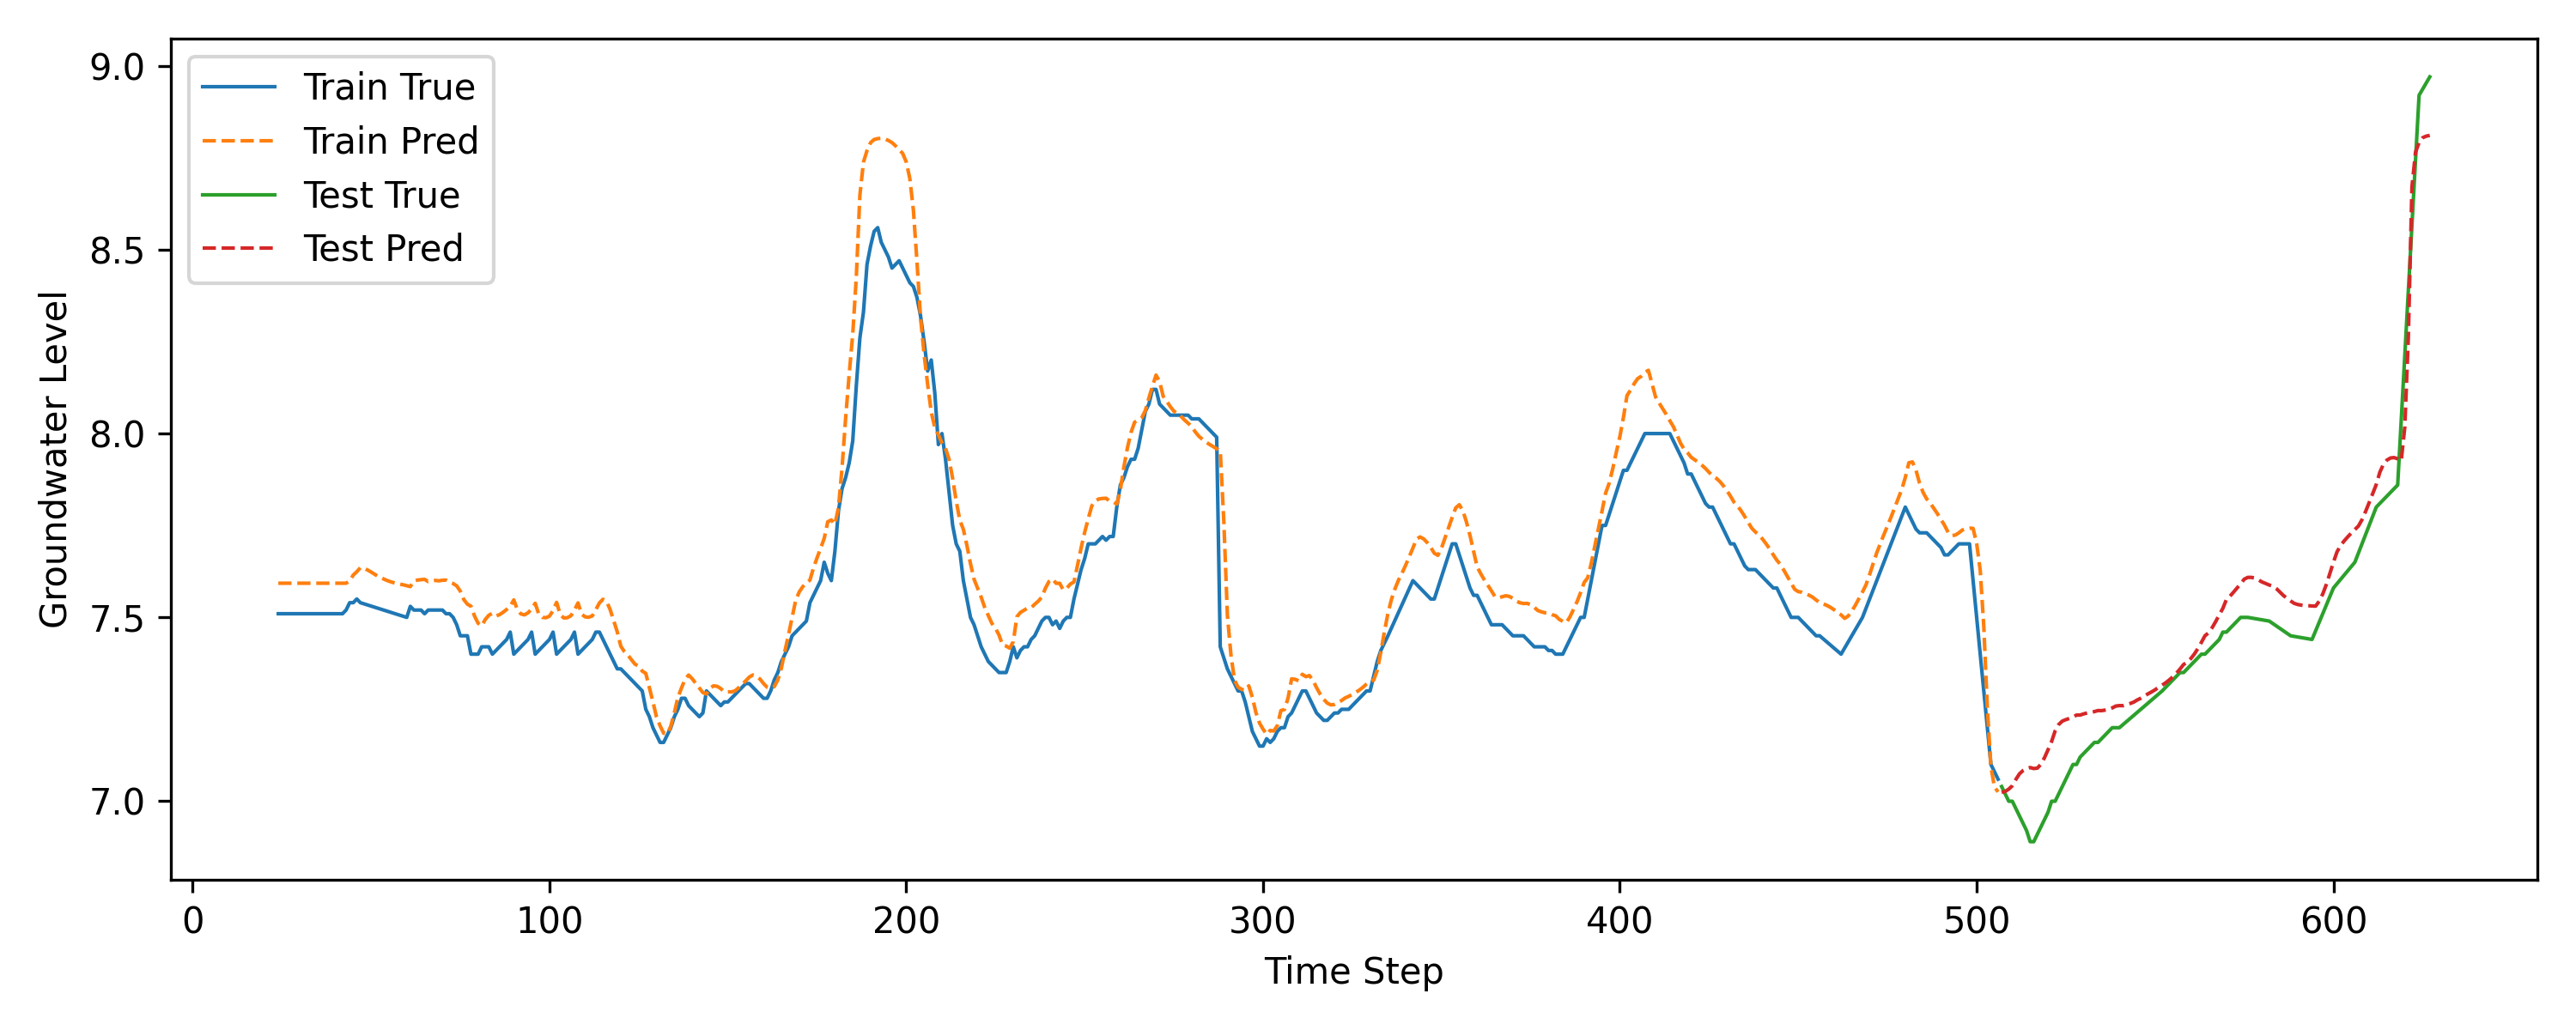 9.0
8.5
8.0
7.5
7.0
Groundwater Level
Train True
Train Pred
Test True
Test Pred
0 100 200 300 400 500 600
Time Step